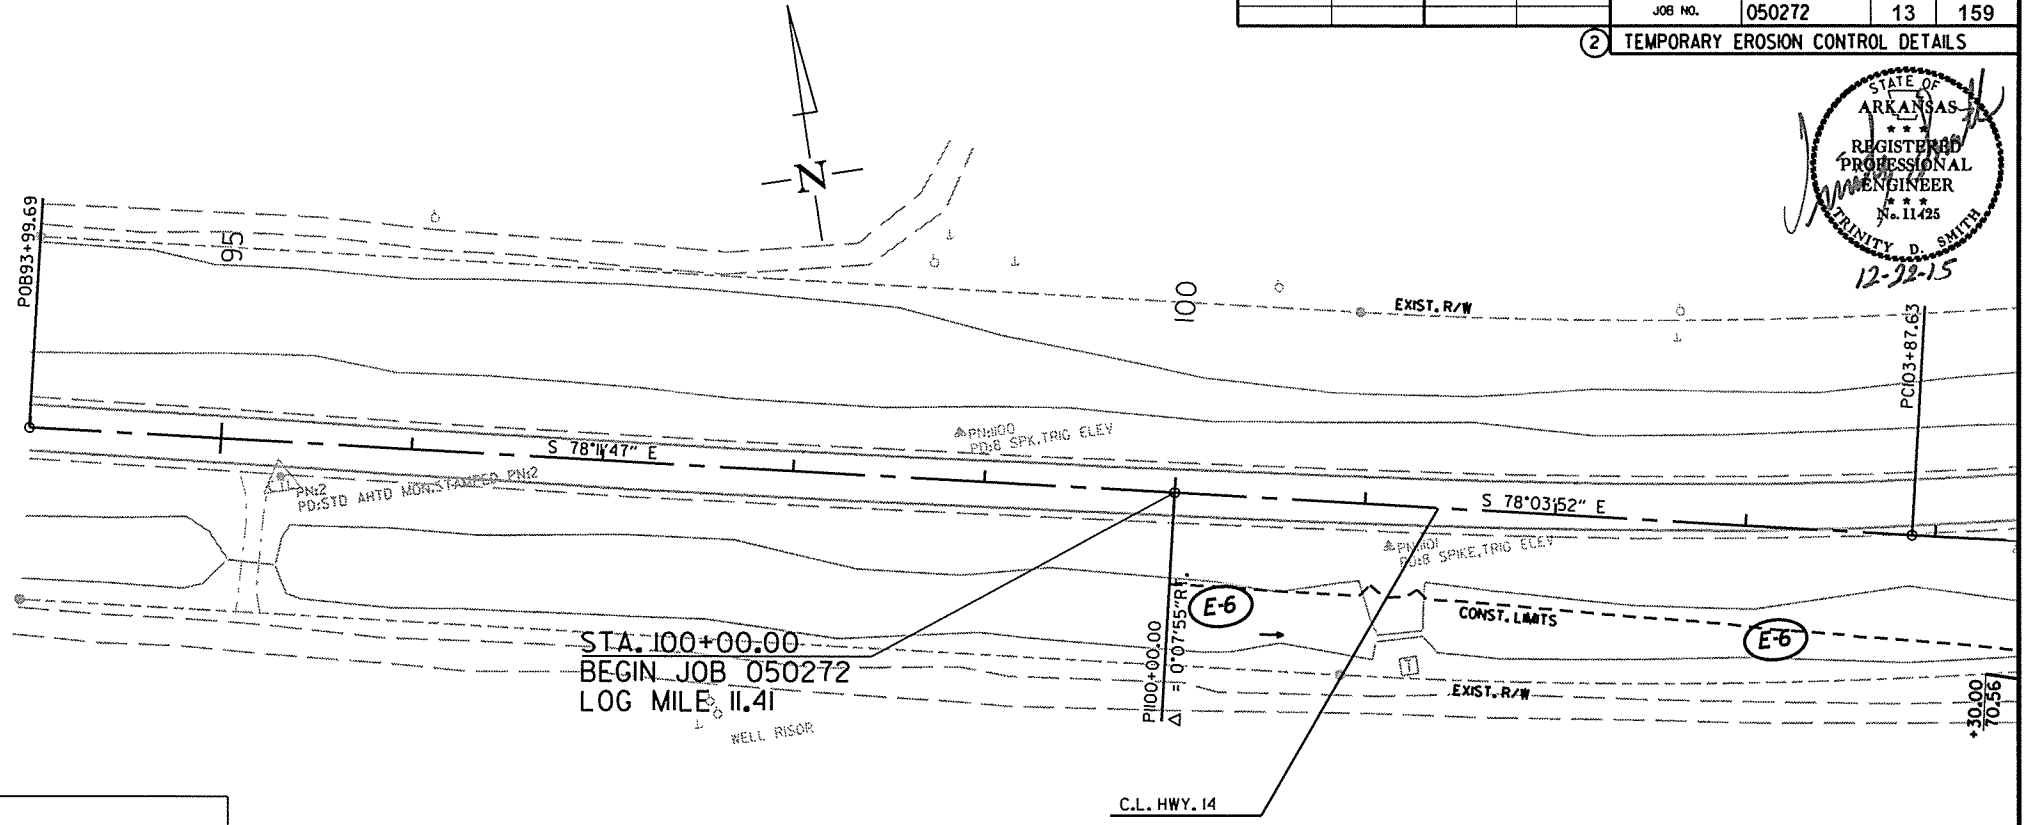 JOB NO. 050272 13 159
2 TEMPORARY EROSION CONTROL DETAILS
STATE OF
ARKANSAS
REGISTERED
PROFESSIONAL
ENGINEER
No. 11425
TRINITY D. SMITH
12-22-15
N
POB93+99.69
95
100
EXIST. R/W
PC103+87.63
PN:1100
PD:8 SPK,TRIG ELEV
S 78°11'47" E
PN:2
PD:STD AHTD MON.STAMPED PN:2
S 78°03'52" E
PN:1101
PD:8 SPIKE,TRIG ELEV
E-6
CONST. LIMITS
E-6
STA. 100+00.00
BEGIN JOB 050272
LOG MILE 11.41
PI100+00.00
Δ = 0°07'55"RT.
EXIST. R/W
+30.00
70.56
WELL RISOR
C.L. HWY. 14